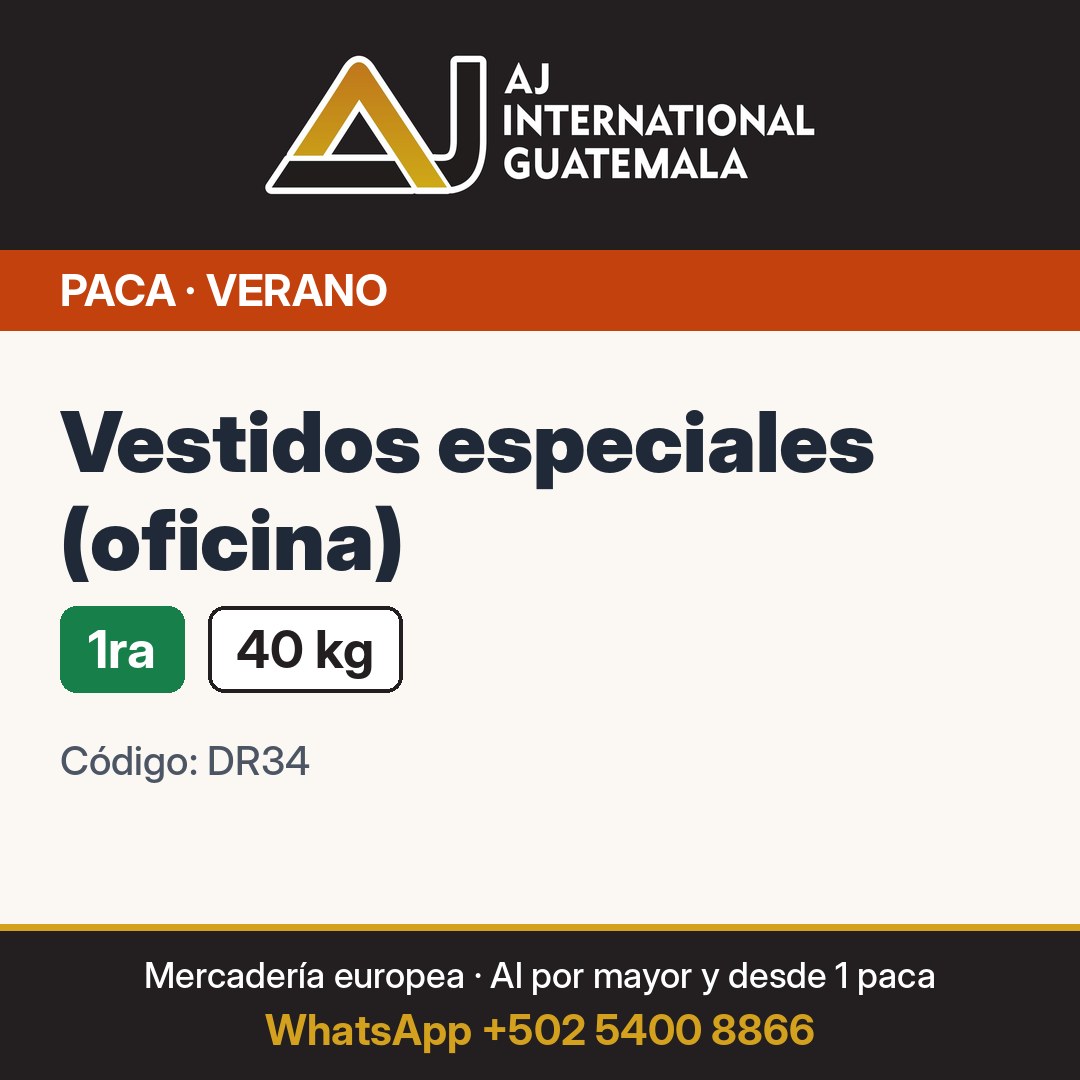 AJ
AJ
INTERNATIONAL
GUATEMALA
PACA · VERANO
Vestidos especiales
(oficina)
1ra
40 kg
Código: DR34
Mercadería europea · Al por mayor y desde 1 paca
WhatsApp +502 5400 8866